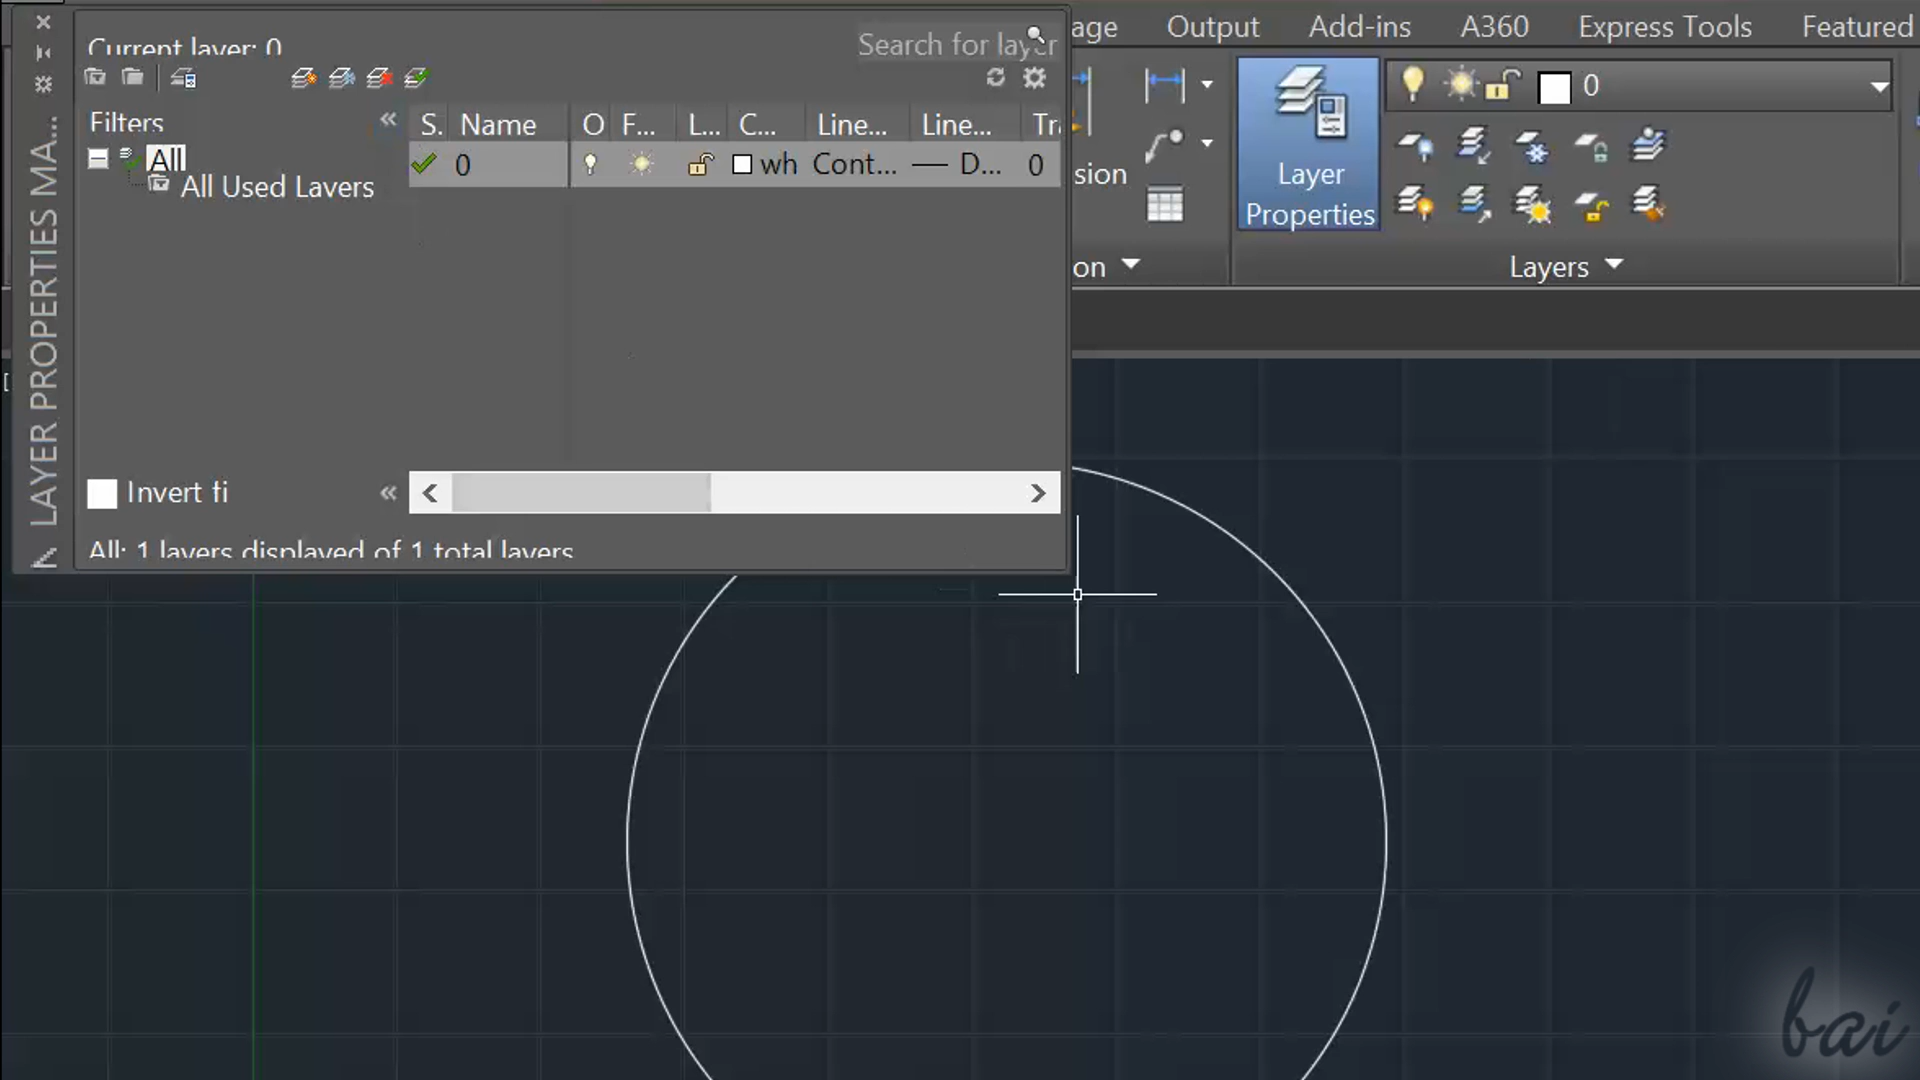 age Output Add-ins A360 Express Tools Featured
Current layer: 0
Search for layer
Filters
S. Name O F... L... C... Line... Line... Tr
All
0 wh Cont... D... 0
All Used Layers
Invert fi
All: 1 layers displayed of 1 total layers
LAYER PROPERTIES MA...
sion
on
Layer
Properties
0
Layers
[
bai